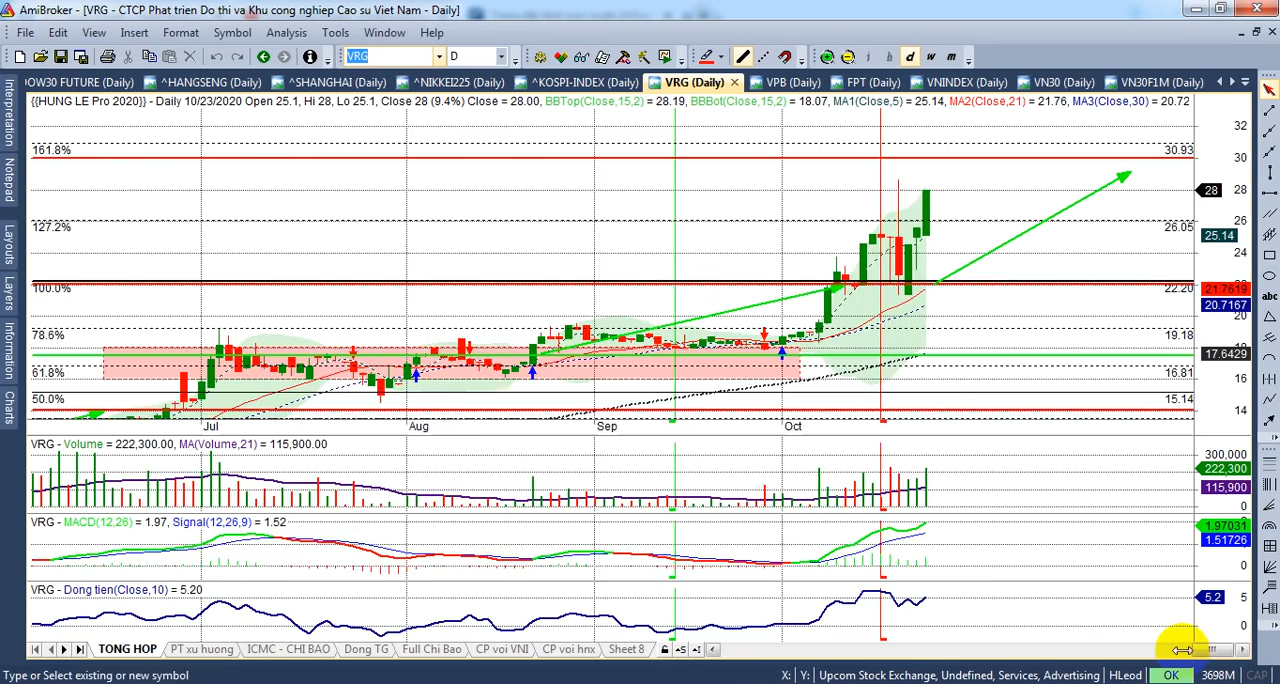 AmiBroker - [VRG - CTCP Phat trien Do thi va Khu cong nghiep Cao su Viet Nam - Daily]
File Edit View Insert Format Symbol Analysis Tools Window Help
VRG D i h d w m
OW30 FUTURE (Daily) ^HANGSENG (Daily) ^SHANGHAI (Daily) ^NIKKEI225 (Daily) ^KOSPI-INDEX (Daily) VRG (Daily) VPB (Daily) FPT (Daily) VNINDEX (Daily) VN30 (Daily) VN30F1M (Daily)
{{HUNG LE Pro 2020}} - Daily 10/23/2020 Open 25.1, Hi 28, Lo 25.1, Close 28 (9.4%) Close = 28.00, BBTop(Close,15,2) = 28.19, BBBot(Close,15,2) = 18.07, MA1(Close,5) = 25.14, MA2(Close,21) = 21.76, MA3(Close,30) = 20.72
Interpretation
Notepad
Layouts
Layers
Information
Charts
abc
32
161.8% 30.93
30
28
127.2% 26.05
26
25.14
24
100.0% 22.20
21.7619
20.7167
20
78.6% 19.18
17.6429
61.8% 16.81
16
50.0% 15.14
14
Jul Aug Sep Oct
VRG - Volume = 222,300.00, MA(Volume,21) = 115,900.00
300,000
222,300
115,900
0
VRG - MACD(12,26) = 1.97, Signal(12,26,9) = 1.52
1.97031
1.51726
0
VRG - Dong tien(Close,10) = 5.20
5.2 5
0
TONG HOP PT xu huong ICMC - CHI BAO Dong TG Full Chi Bao CP voi VNI CP voi hnx Sheet 8
Type or Select existing or new symbol X: Y: Upcom Stock Exchange, Undefined, Services, Advertising HLeod OK 3698M CAP